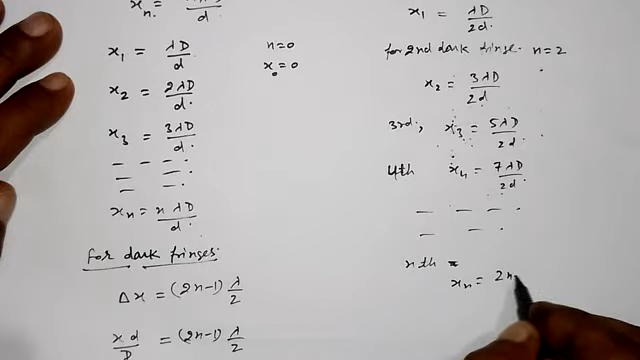 xn. = nλD/d.
x1 = λD/d
n=0
x2 = 2λD/d.
x0 = 0
x3 = 3λD/d.
xn = n λD/d.
for dark fringes.
Δx = (2n-1) λ/2
xd/D = (2n-1) λ/2
x1 = λD/2d.
for 2nd dark fringe. n=2
x2 = 3λD/2d
3rd, x3 = 5λD/2d.
4th x4 = 7λD/2d.
nth
xn = 2n